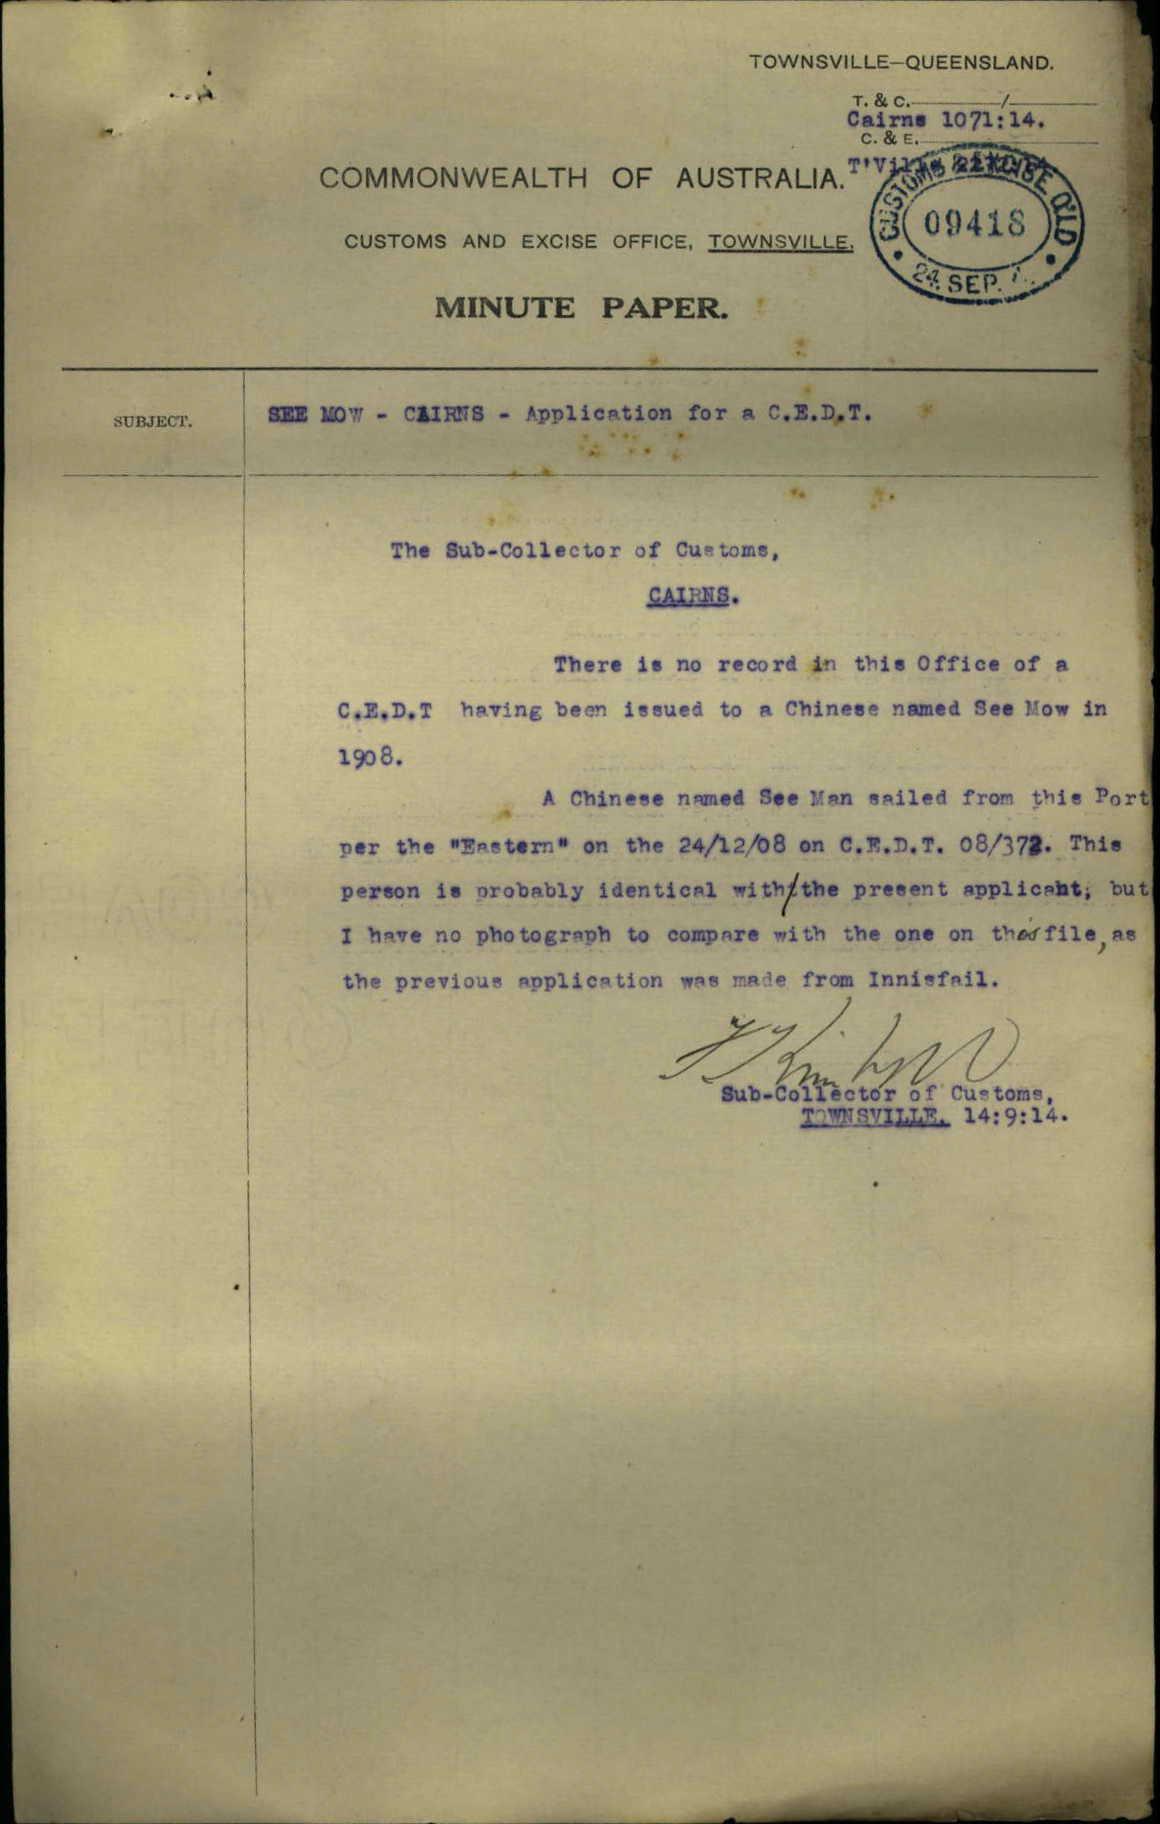 TOWNSVILLE—QUEENSLAND.
T. & C. /
Cairns 1071:14.
C. & E.
T'Ville
CUSTOMS & EXCISE Q'LD
09418
24 SEP.
COMMONWEALTH OF AUSTRALIA.
CUSTOMS AND EXCISE OFFICE, TOWNSVILLE.
MINUTE PAPER.
SUBJECT.
SEE MOW - CAIRNS - Application for a C.E.D.T.
The Sub-Collector of Customs,
CAIRNS.
There is no record in this Office of a
C.E.D.T having been issued to a Chinese named See Mow in
1908.
A Chinese named See Man sailed from this Port
per the "Eastern" on the 24/12/08 on C.E.D.T. 08/372. This
person is probably identical with the present applicant, but
I have no photograph to compare with the one on this file, as
the previous application was made from Innisfail.
Sub-Collector of Customs,
TOWNSVILLE. 14:9:14.